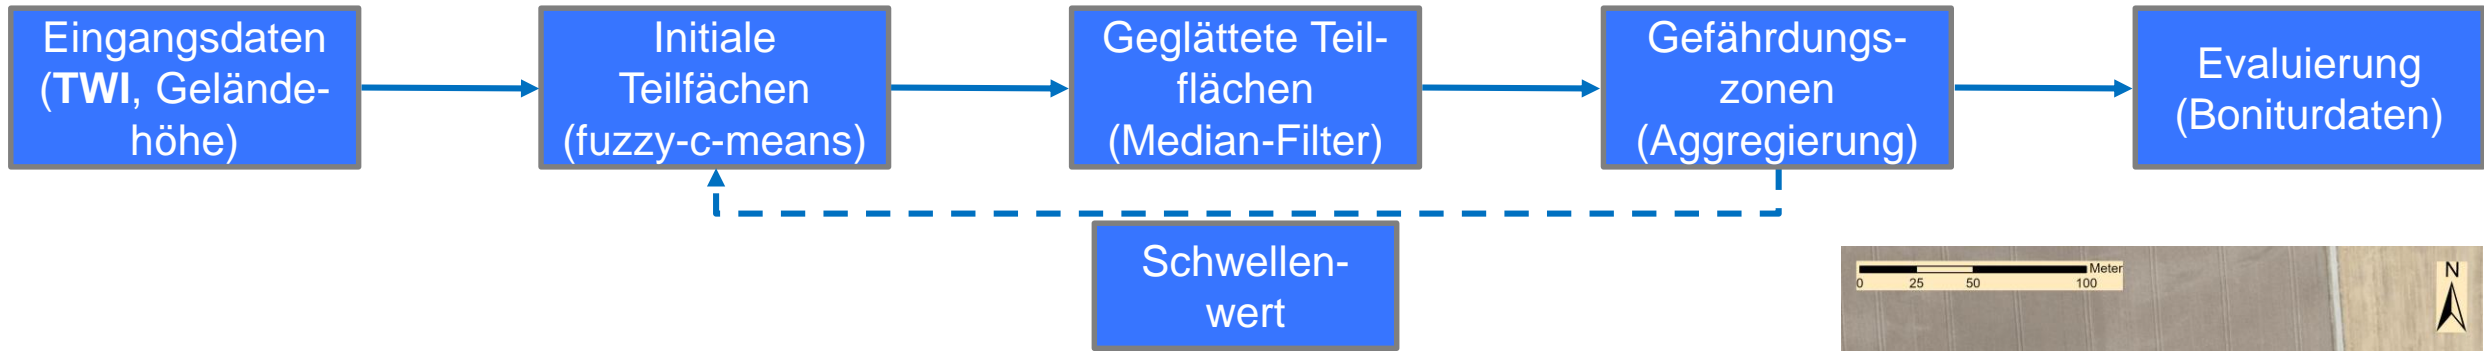 Eingangsdaten
(TWI, Gelände-
höhe)
Initiale
Teilfächen
(fuzzy-c-means)
Geglättete Teil-
flächen
(Median-Filter)
Gefährdungs-
zonen
(Aggregierung)
Evaluierung
(Boniturdaten)
Schwellen-
wert
Meter
0 25 50 100
N